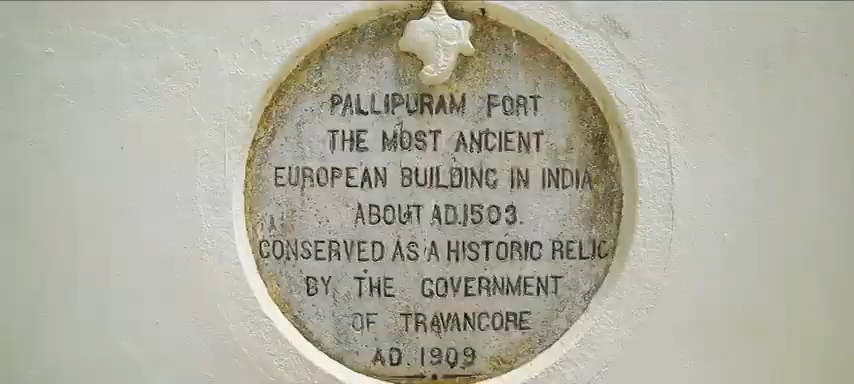 PALLIPURAM FORT
THE MOST ANCIENT
EUROPEAN BUILDING IN INDIA
ABOUT AD.1503.
CONSERVED AS A HISTORIC RELIC
BY THE GOVERNMENT
OF TRAVANCORE
AD. 1909